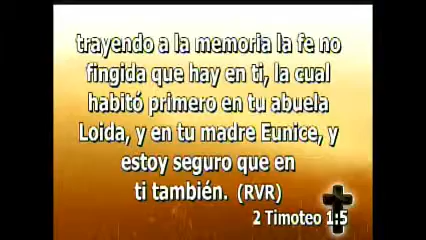 trayendo a la memoria la fe no
fingida que hay en ti, la cual
habitó primero en tu abuela
Loida, y en tu madre Eunice, y
estoy seguro que en
ti también. (RVR)
2 Timoteo 1:5